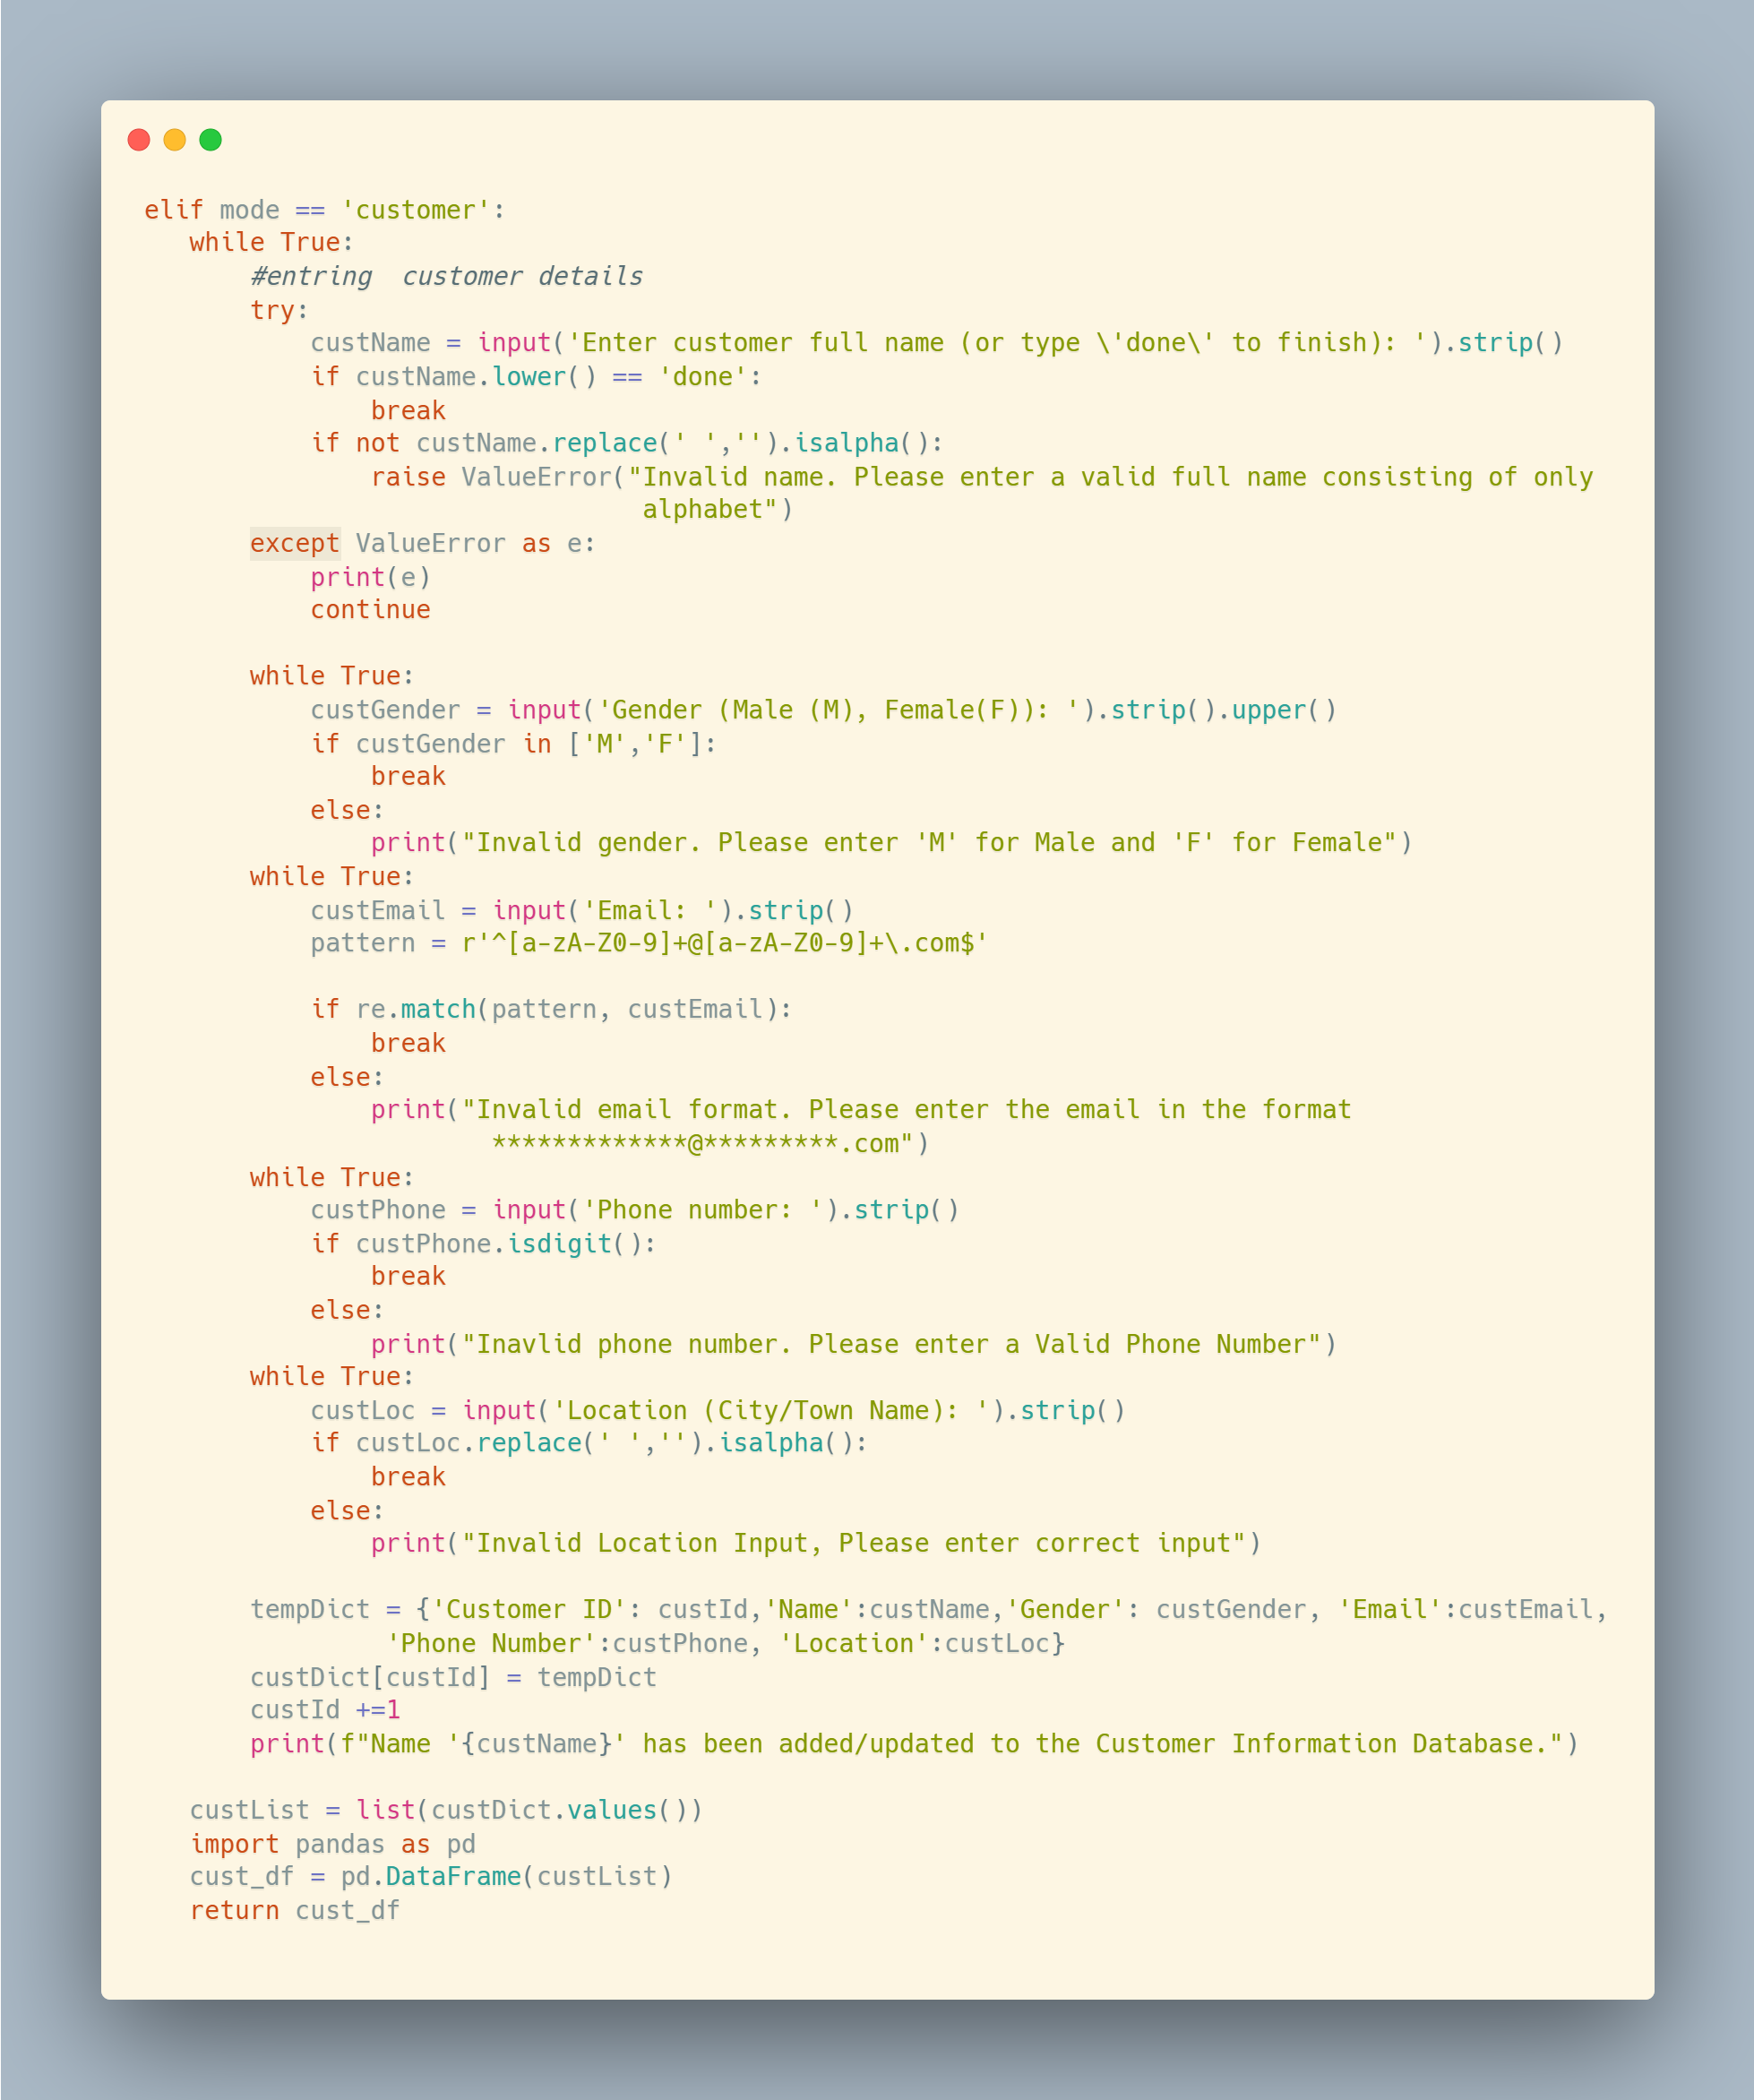 elif mode == 'customer':
   while True:
       #entring  customer details
       try:
           custName = input('Enter customer full name (or type \'done\' to finish): ').strip()
           if custName.lower() == 'done':
               break
           if not custName.replace(' ','').isalpha():
               raise ValueError("Invalid name. Please enter a valid full name consisting of only
                                 alphabet")
       except ValueError as e:
           print(e)
           continue

       while True:
           custGender = input('Gender (Male (M), Female(F)): ').strip().upper()
           if custGender in ['M','F']:
               break
           else:
               print("Invalid gender. Please enter 'M' for Male and 'F' for Female")
       while True:
           custEmail = input('Email: ').strip()
           pattern = r'^[a-zA-Z0-9]+@[a-zA-Z0-9]+\.com$'

           if re.match(pattern, custEmail):
               break
           else:
               print("Invalid email format. Please enter the email in the format
                       *************@*********.com")
       while True:
           custPhone = input('Phone number: ').strip()
           if custPhone.isdigit():
               break
           else:
               print("Inavlid phone number. Please enter a Valid Phone Number")
       while True:
           custLoc = input('Location (City/Town Name): ').strip()
           if custLoc.replace(' ','').isalpha():
               break
           else:
               print("Invalid Location Input, Please enter correct input")

       tempDict = {'Customer ID': custId,'Name':custName,'Gender': custGender, 'Email':custEmail,
                'Phone Number':custPhone, 'Location':custLoc}
       custDict[custId] = tempDict
       custId +=1
       print(f"Name '{custName}' has been added/updated to the Customer Information Database.")

   custList = list(custDict.values())
   import pandas as pd
   cust_df = pd.DataFrame(custList)
   return cust_df